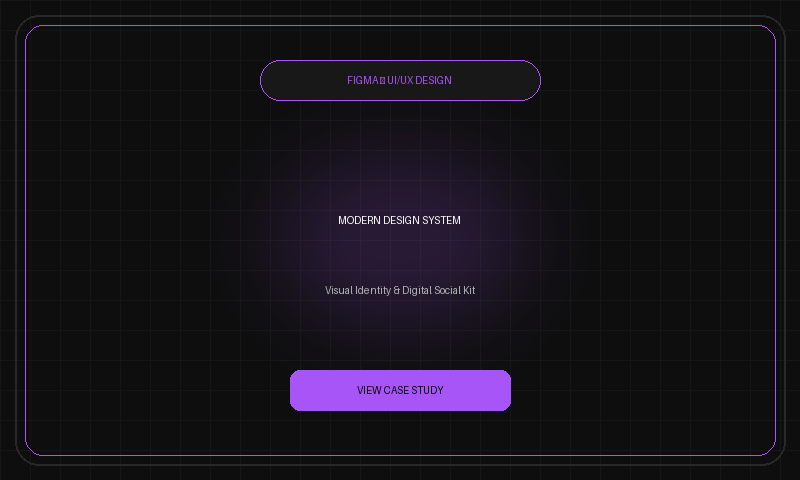 FIGMA UI/UX DESIGN
MODERN DESIGN SYSTEM
Visual Identity & Digital Social Kit
VIEW CASE STUDY